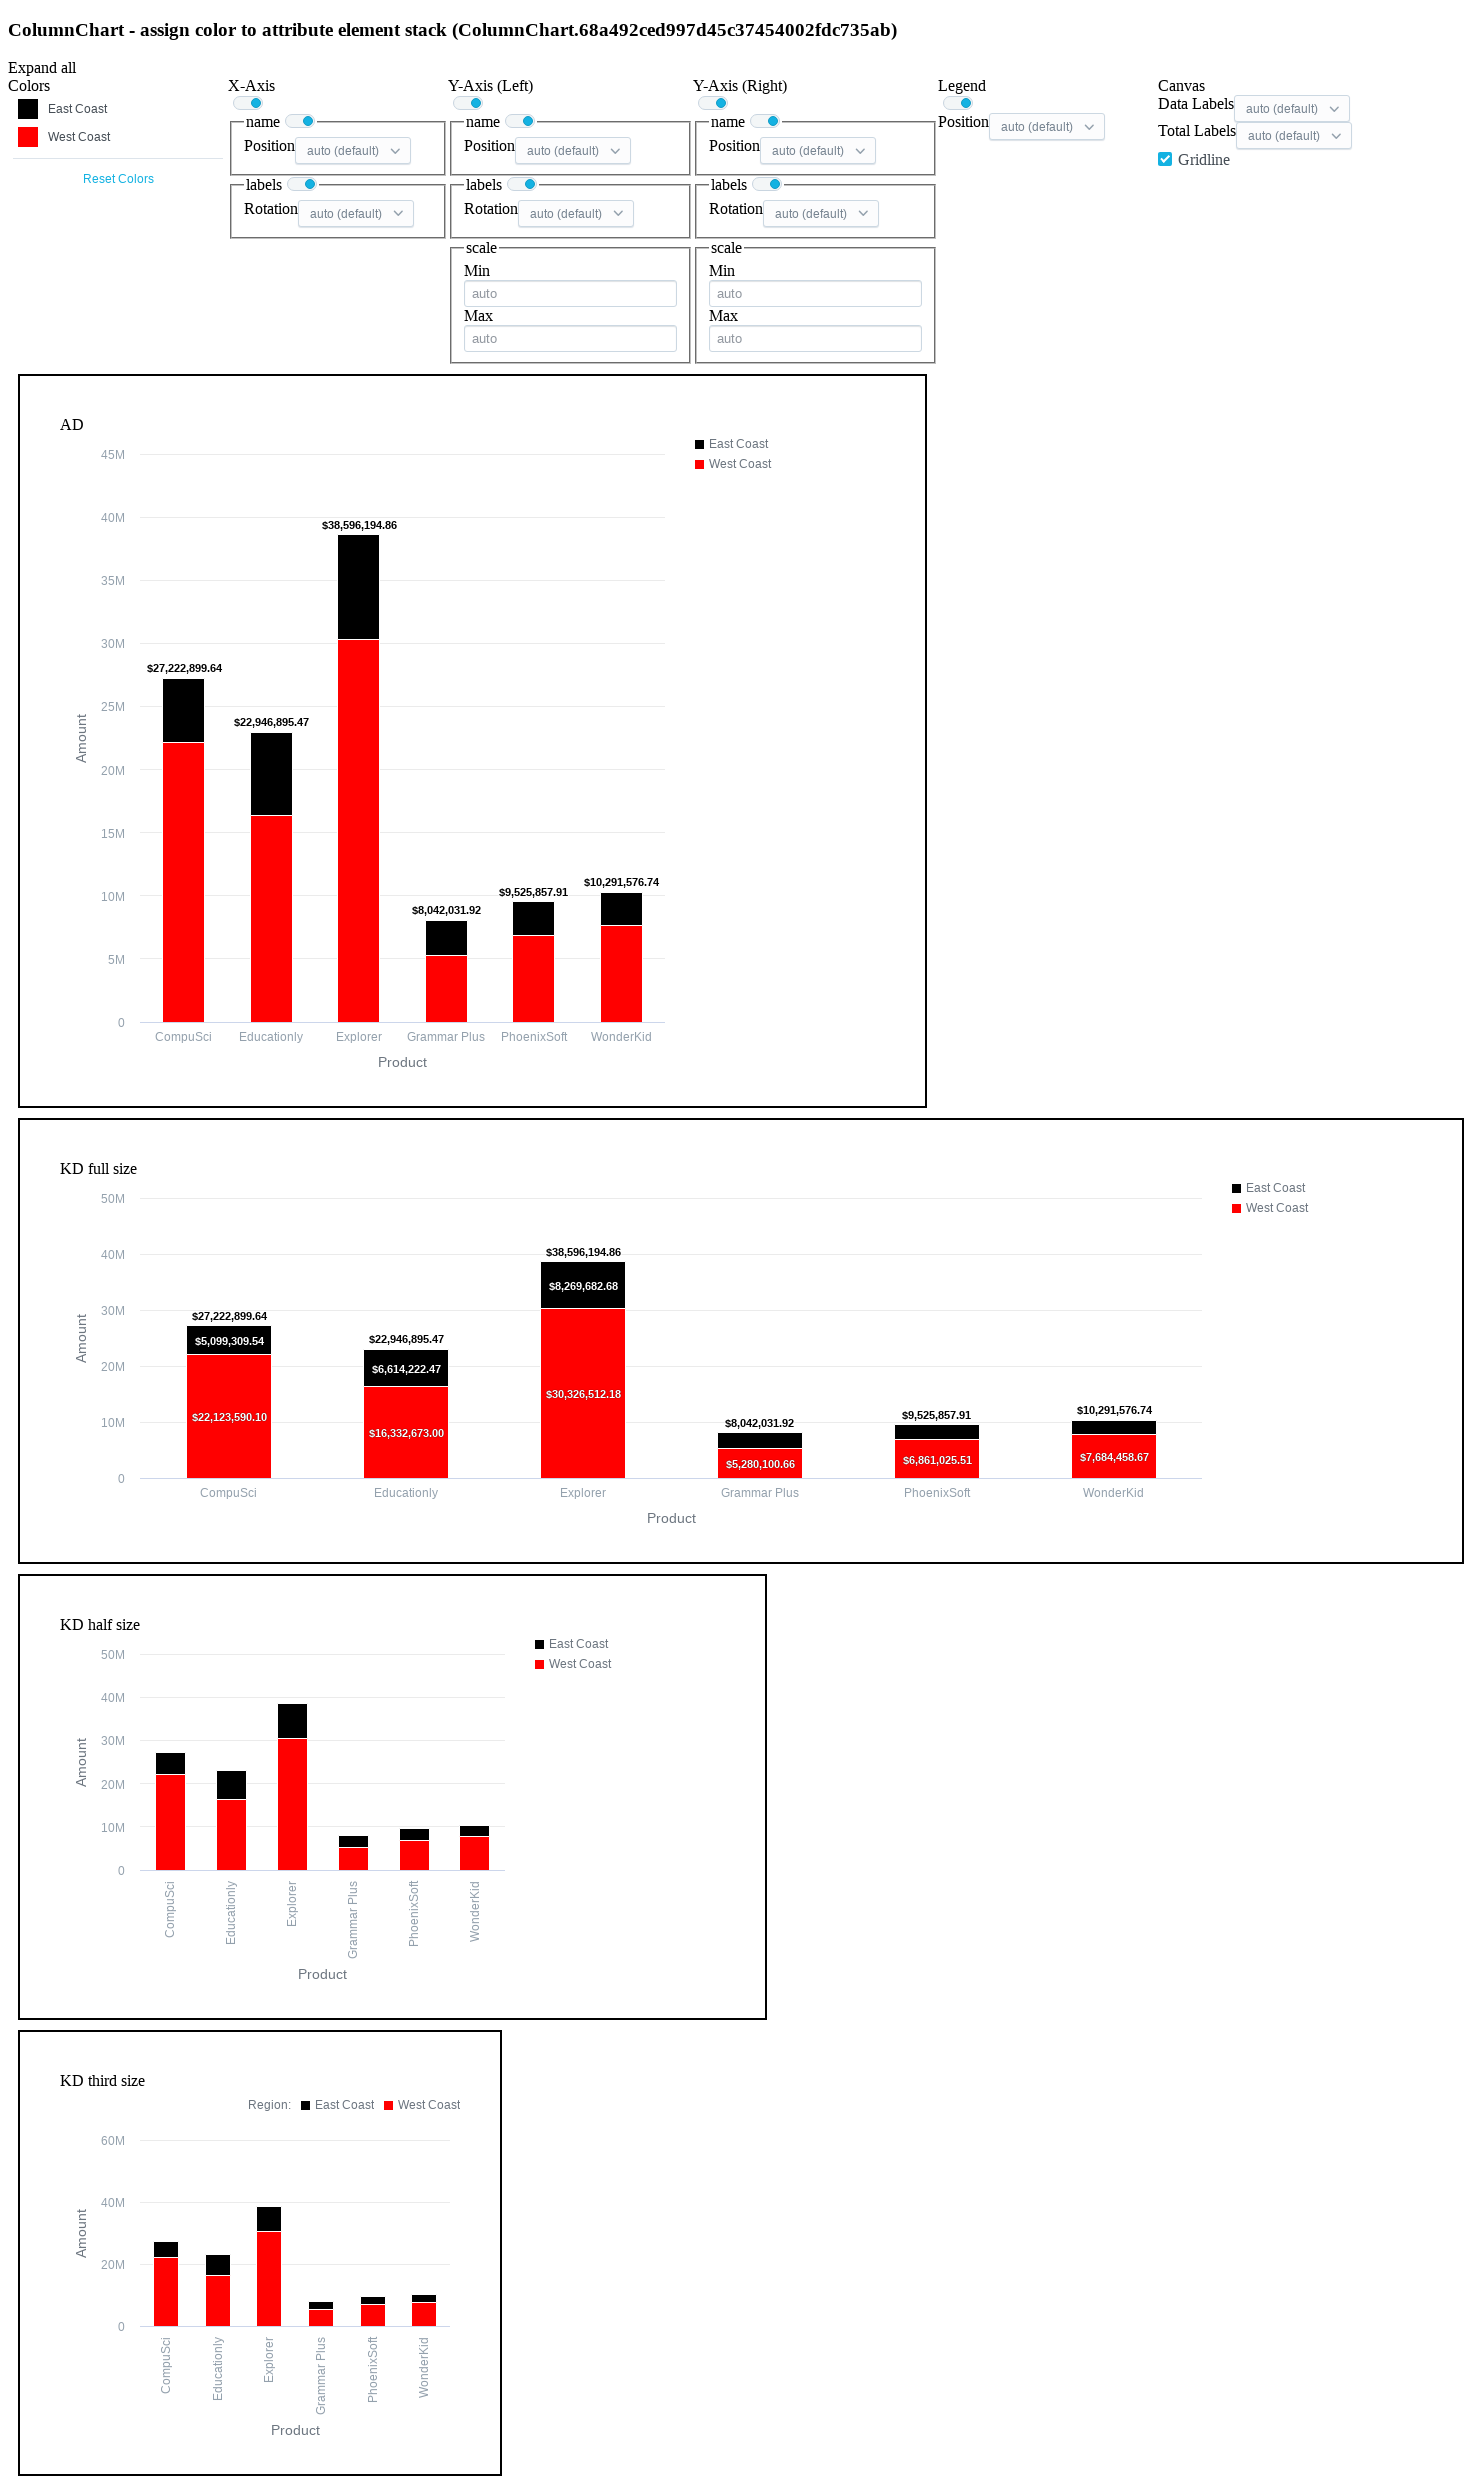 ColumnChart - assign color to attribute element stack (ColumnChart.68a492ced997d45c37454002fdc735ab)
Expand all
Colors
East Coast
West Coast
Reset Colors
X-Axis
name
Position auto (default)
labels
Rotation auto (default)
Y-Axis (Left)
name
Position auto (default)
labels
Rotation auto (default)
scale
Min
auto
Max
auto
Y-Axis (Right)
name
Position auto (default)
labels
Rotation auto (default)
scale
Min
auto
Max
auto
Legend
Position auto (default)
Canvas
Data Labels auto (default)
Total Labels auto (default)
Gridline
AD
East Coast
West Coast
45M
40M
35M
30M
25M
20M
15M
10M
5M
0
Amount
$27,222,899.64
$22,946,895.47
$38,596,194.86
$8,042,031.92
$9,525,857.91
$10,291,576.74
CompuSci Educationly Explorer Grammar Plus PhoenixSoft WonderKid
Product
KD full size
East Coast
West Coast
50M
40M
30M
20M
10M
0
Amount
$27,222,899.64
$5,099,309.54
$22,123,590.10
$22,946,895.47
$6,614,222.47
$16,332,673.00
$38,596,194.86
$8,269,682.68
$30,326,512.18
$8,042,031.92
$5,280,100.66
$9,525,857.91
$6,861,025.51
$10,291,576.74
$7,684,458.67
CompuSci Educationly Explorer Grammar Plus PhoenixSoft WonderKid
Product
KD half size
East Coast
West Coast
50M
40M
30M
20M
10M
0
Amount
CompuSci
Educationly
Explorer
Grammar Plus
PhoenixSoft
WonderKid
Product
KD third size
Region: East Coast West Coast
60M
40M
20M
0
Amount
CompuSci
Educationly
Explorer
Grammar Plus
PhoenixSoft
WonderKid
Product